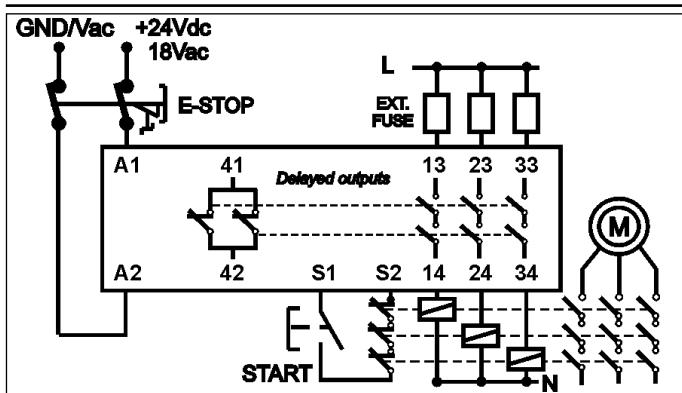 GND/Vac +24Vdc
18Vac
L
E-STOP
EXT.
FUSE
A1 41 Delayed outputs 13 23 33
M
A2 42 S1 S2 14 24 34
START
N